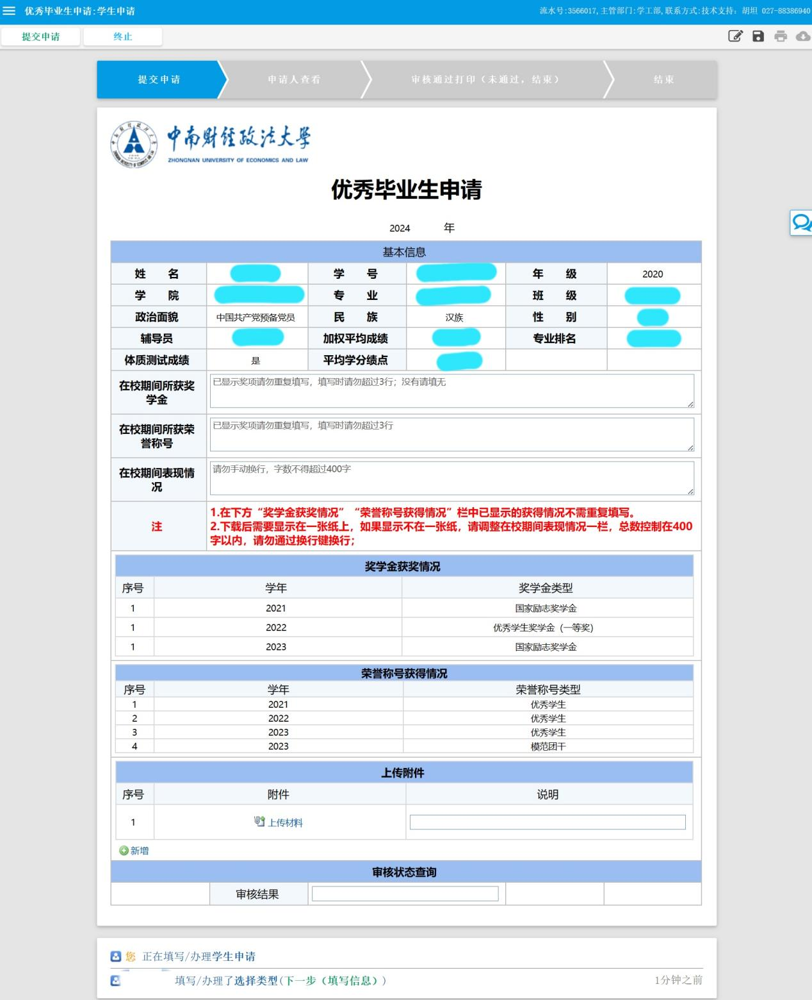 优秀毕业生申请:学生申请
流水号:3566017,主管部门:学工部,联系方式:技术支持: 胡坦 027-88386940
提交申请 终止
提交申请 申请人查看 审核通过打印（未通过，结束） 结束
中南财经政法大学
ZHONGNAN UNIVERSITY OF ECONOMICS AND LAW
优秀毕业生申请
2024 年
基本信息
姓 名 学 号 年 级 2020
学 院 专 业 班 级
政治面貌 中国共产党预备党员 民 族 汉族 性 别
辅导员 加权平均成绩 专业排名
体质测试成绩 是 平均学分绩点
在校期间所获奖
学金
已显示奖项请勿重复填写，填写时请勿超过3行；没有请填无
在校期间所获荣
誉称号
已显示奖项请勿重复填写，填写时请勿超过3行
在校期间表现情
况
请勿手动换行，字数不得超过400字
注
1.在下方“奖学金获奖情况”“荣誉称号获得情况”栏中已显示的获得情况不需重复填写。
2.下载后需要显示在一张纸上，如果显示不在一张纸，请调整在校期间表现情况一栏，总数控制在400
字以内，请勿通过换行键换行；
奖学金获奖情况
序号 学年 奖学金类型
1 2021 国家励志奖学金
1 2022 优秀学生奖学金（一等奖）
1 2023 国家励志奖学金
荣誉称号获得情况
序号 学年 荣誉称号类型
1 2021 优秀学生
2 2022 优秀学生
3 2023 优秀学生
4 2023 模范团干
上传附件
序号 附件 说明
1 上传材料
新增
审核状态查询
审核结果
您 正在填写/办理学生申请
填写/办理了选择类型(下一步（填写信息）) 1分钟之前